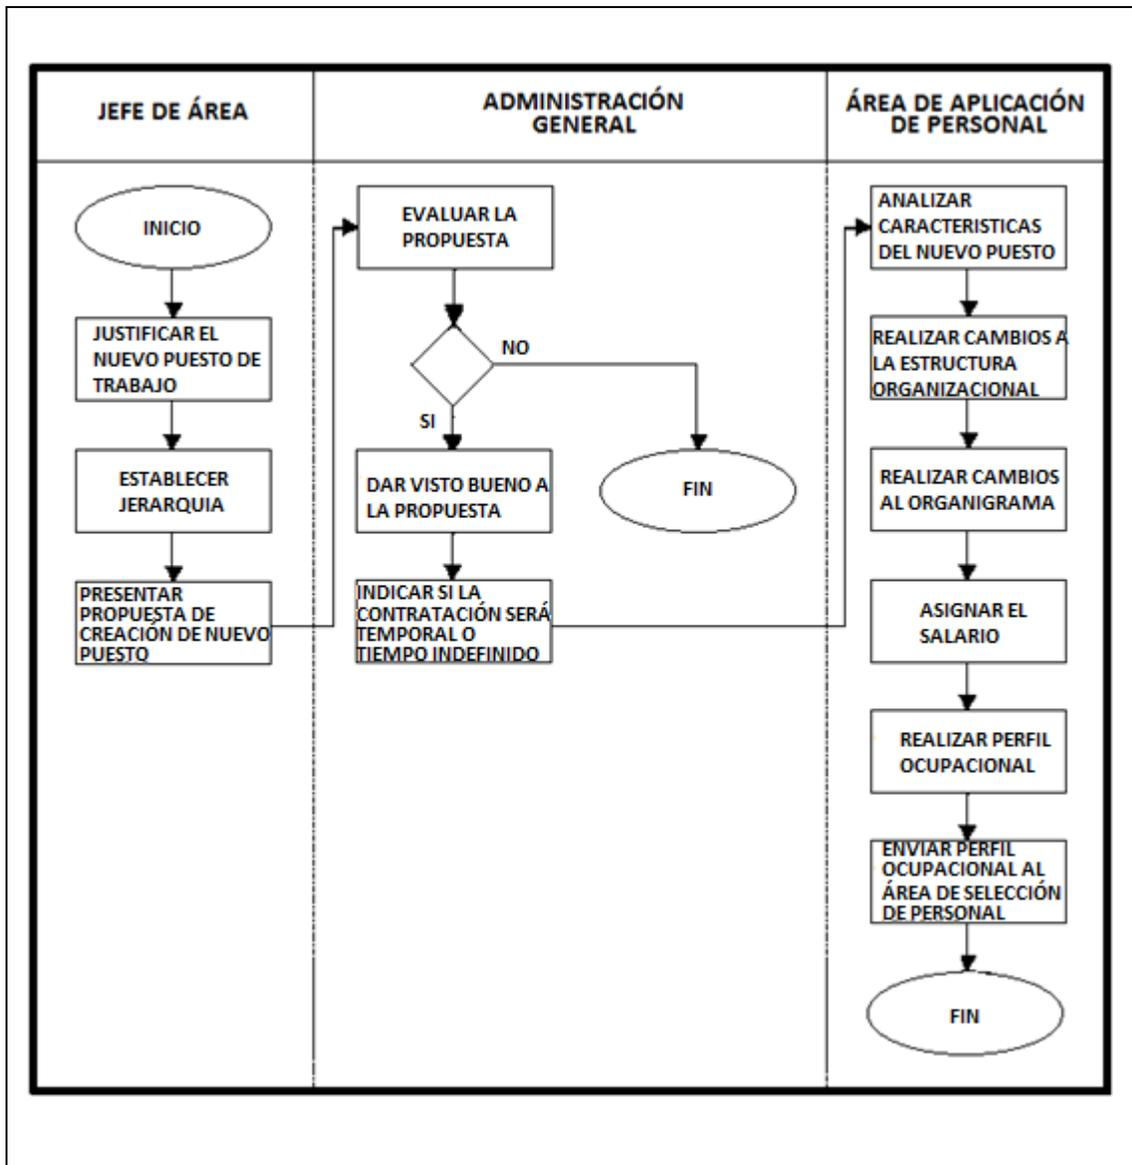 JEFE DE ÁREA
ADMINISTRACIÓN
GENERAL
ÁREA DE APLICACIÓN
DE PERSONAL
INICIO
JUSTIFICAR EL
NUEVO PUESTO DE
TRABAJO
ESTABLECER
JERARQUIA
PRESENTAR
PROPUESTA DE
CREACIÓN DE NUEVO
PUESTO
EVALUAR LA
PROPUESTA
NO
SI
DAR VISTO BUENO A
LA PROPUESTA
FIN
INDICAR SI LA
CONTRATACIÓN SERÁ
TEMPORAL O
TIEMPO INDEFINIDO
ANALIZAR
CARACTERISTICAS
DEL NUEVO PUESTO
REALIZAR CAMBIOS A
LA ESTRUCTURA
ORGANIZACIONAL
REALIZAR CAMBIOS
AL ORGANIGRAMA
ASIGNAR EL
SALARIO
REALIZAR PERFIL
OCUPACIONAL
ENVIAR PERFIL
OCUPACIONAL AL
ÁREA DE SELECCIÓN
DE PERSONAL
FIN